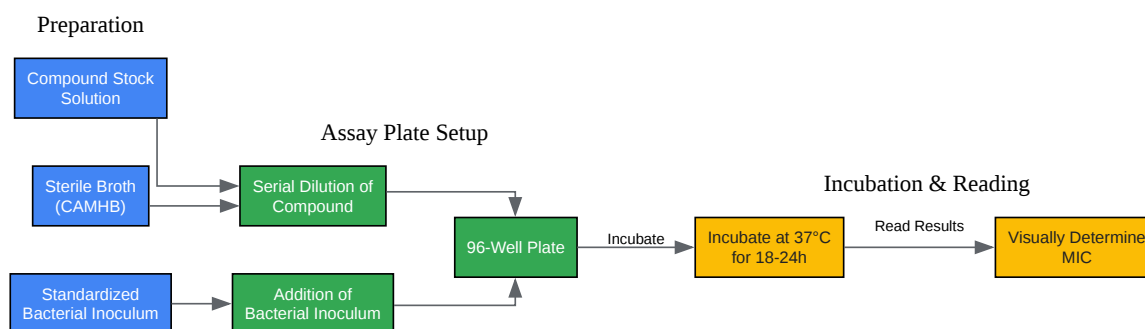 Preparation
Compound Stock
Solution
Assay Plate Setup
Sterile Broth
(CAMHB)
Serial Dilution of
Compound
Incubation & Reading
96-Well Plate
Incubate
Incubate at 37°C
for 18-24h
Read Results
Visually Determine
MIC
Standardized
Bacterial Inoculum
Addition of
Bacterial Inoculum